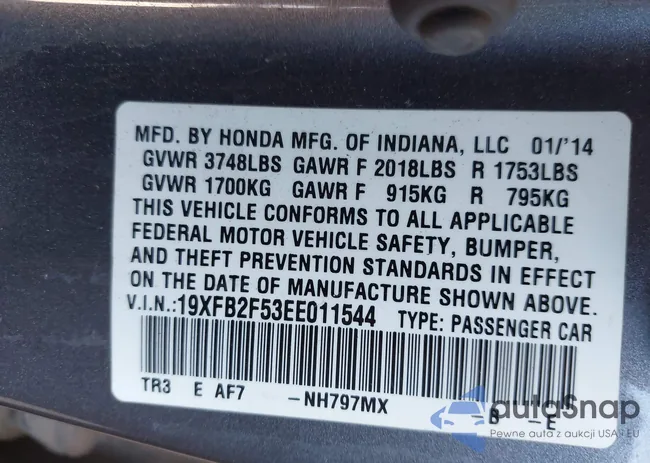 MFD. BY HONDA MFG. OF INDIANA, LLC 01/'14
GVWR 3748LBS GAWR F 2018LBS R 1753LBS
GVWR 1700KG GAWR F 915KG R 795KG
THIS VEHICLE CONFORMS TO ALL APPLICABLE
FEDERAL MOTOR VEHICLE SAFETY, BUMPER,
AND THEFT PREVENTION STANDARDS IN EFFECT
ON THE DATE OF MANUFACTURE SHOWN ABOVE.
V.I.N.:19XFB2F53EE011544 TYPE: PASSENGER CAR
TR3 E AF7 -NH797MX -B -E
autoSnap
Pewne auta z aukcji USA i EU